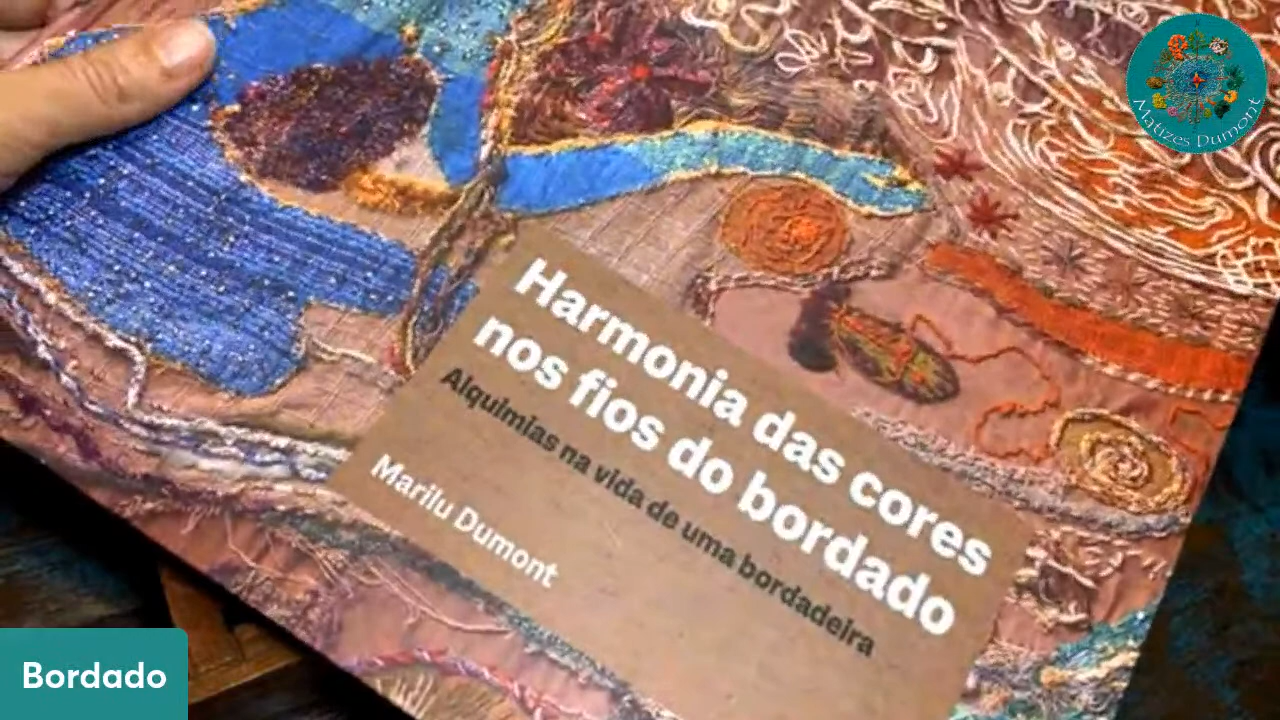 Matizes Dumont
Harmonia das cores
nos fios do bordado
Alquimias na vida de uma bordadeira
Marilu Dumont
Bordado